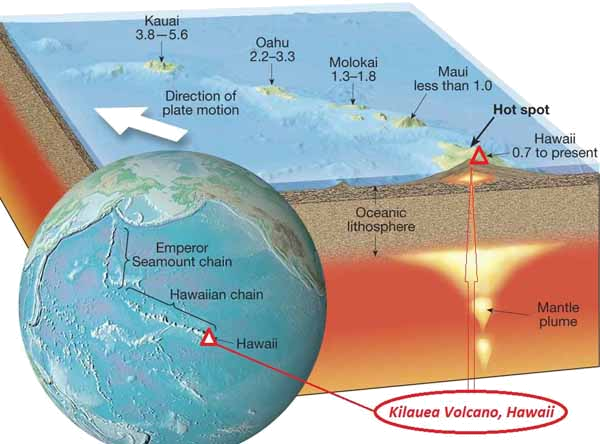 Kauai
3.8—5.6
Oahu
2.2–3.3
Molokai
1.3–1.8
Maui
less than 1.0
Direction of
plate motion
Hot spot
Hawaii
0.7 to present
Oceanic
lithosphere
Emperor
Seamount chain
Hawaiian chain
Hawaii
Mantle
plume
Kilauea Volcano, Hawaii